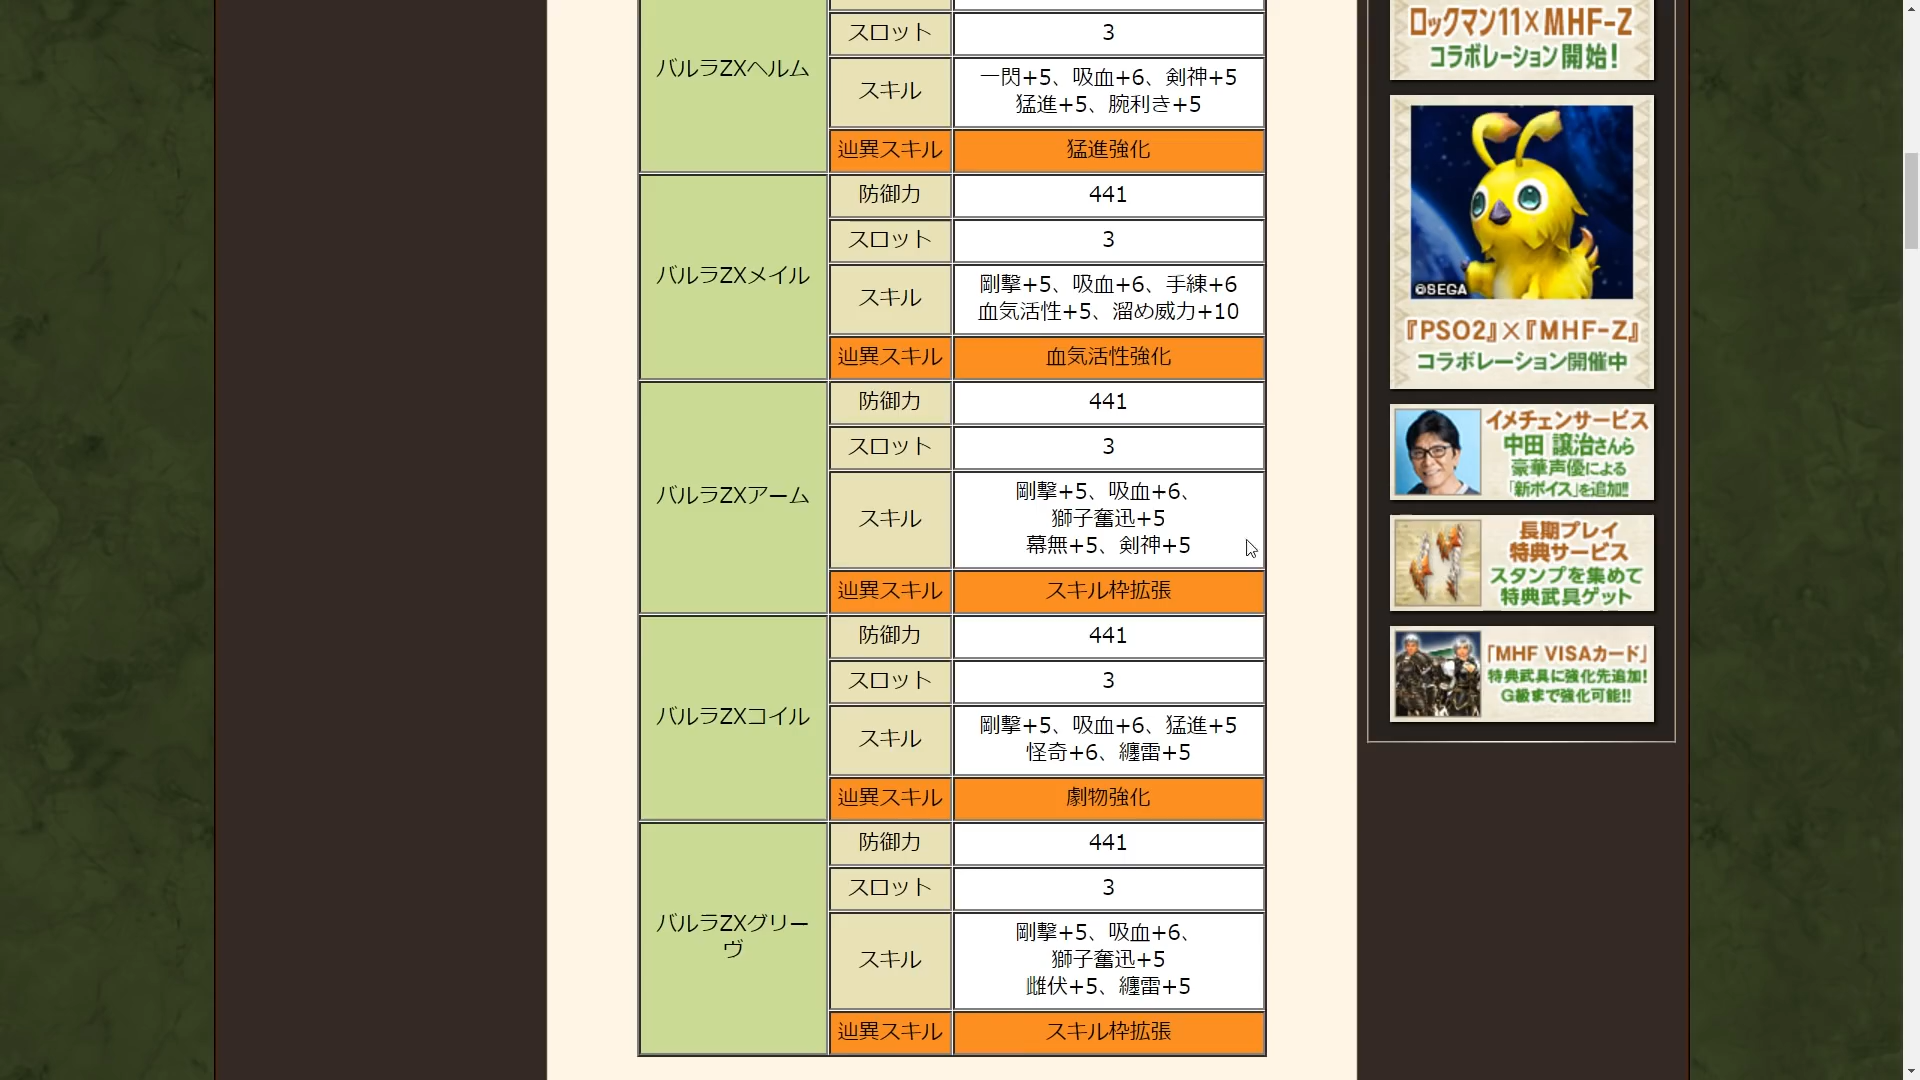 バルラZXヘルム
スロット
3
スキル
一閃+5、吸血+6、剣神+5
猛進+5、腕利き+5
辿異スキル
猛進強化
バルラZXメイル
防御力
441
スロット
3
スキル
剛撃+5、吸血+6、手練+6
血気活性+5、溜め威力+10
辿異スキル
血気活性強化
バルラZXアーム
防御力
441
スロット
3
スキル
剛撃+5、吸血+6、
獅子奮迅+5
幕無+5、剣神+5
辿異スキル
スキル枠拡張
バルラZXコイル
防御力
441
スロット
3
スキル
剛撃+5、吸血+6、猛進+5
怪奇+6、纏雷+5
辿異スキル
劇物強化
バルラZXグリー
ヴ
防御力
441
スロット
3
スキル
剛撃+5、吸血+6、
獅子奮迅+5
雌伏+5、纏雷+5
辿異スキル
スキル枠拡張
ロックマン11×MHF-Z
コラボレーション開始!
©SEGA
『PSO2』×『MHF-Z』
コラボレーション開催中
イメチェンサービス
中田 譲治さんら
豪華声優による
「新ボイス」を追加!!
長期プレイ
特典サービス
スタンプを集めて
特典武具ゲット
「MHF VISAカード」
特典武具に強化先追加!
G級まで強化可能!!